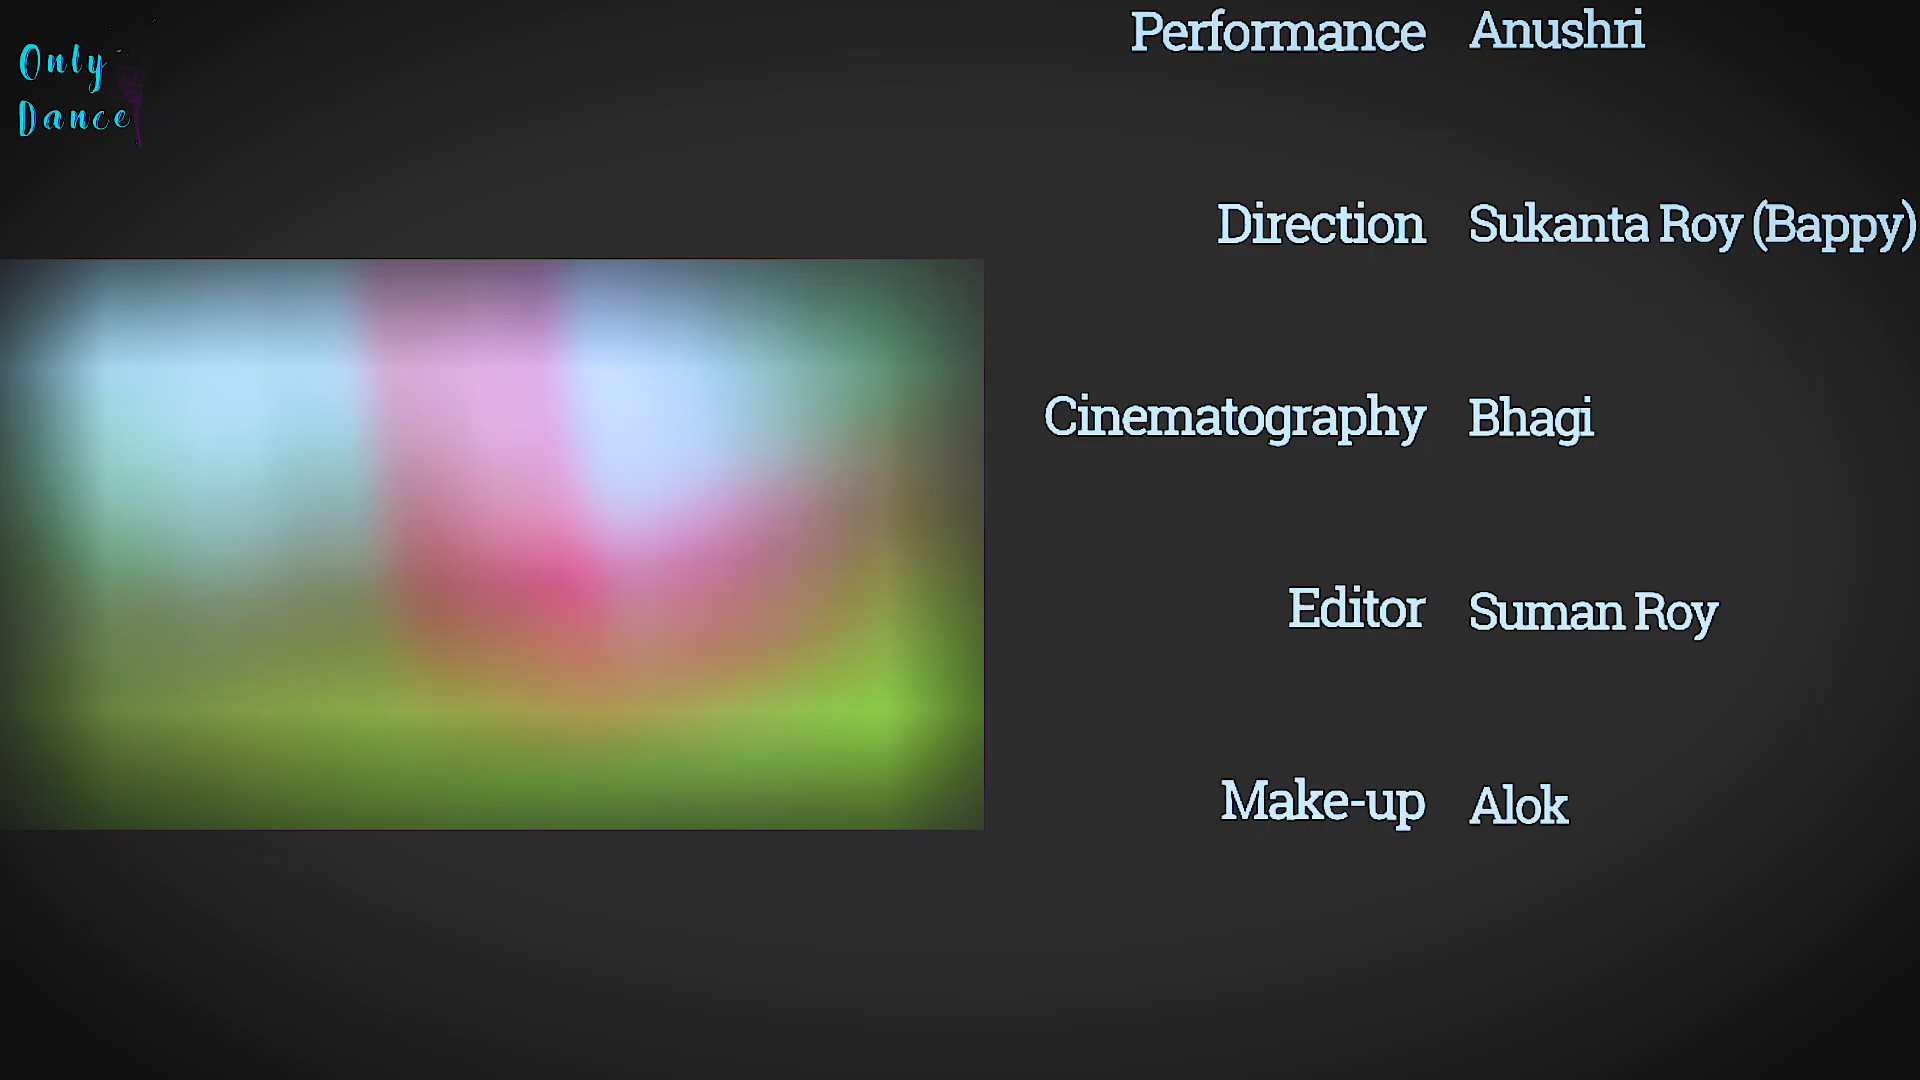 Only
Dance
Performance Anushri
Direction Sukanta Roy (Bappy)
Cinematography Bhagi
Editor Suman Roy
Make-up Alok